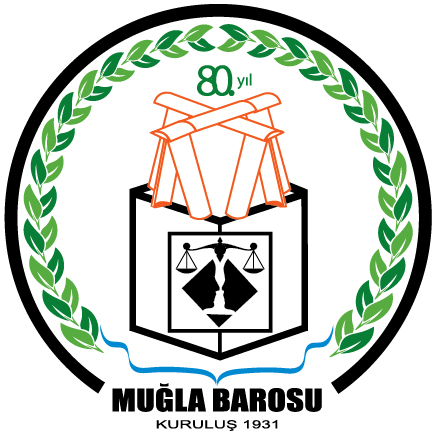 80. yıl
MUĞLA BAROSU
KURULUŞ 1931